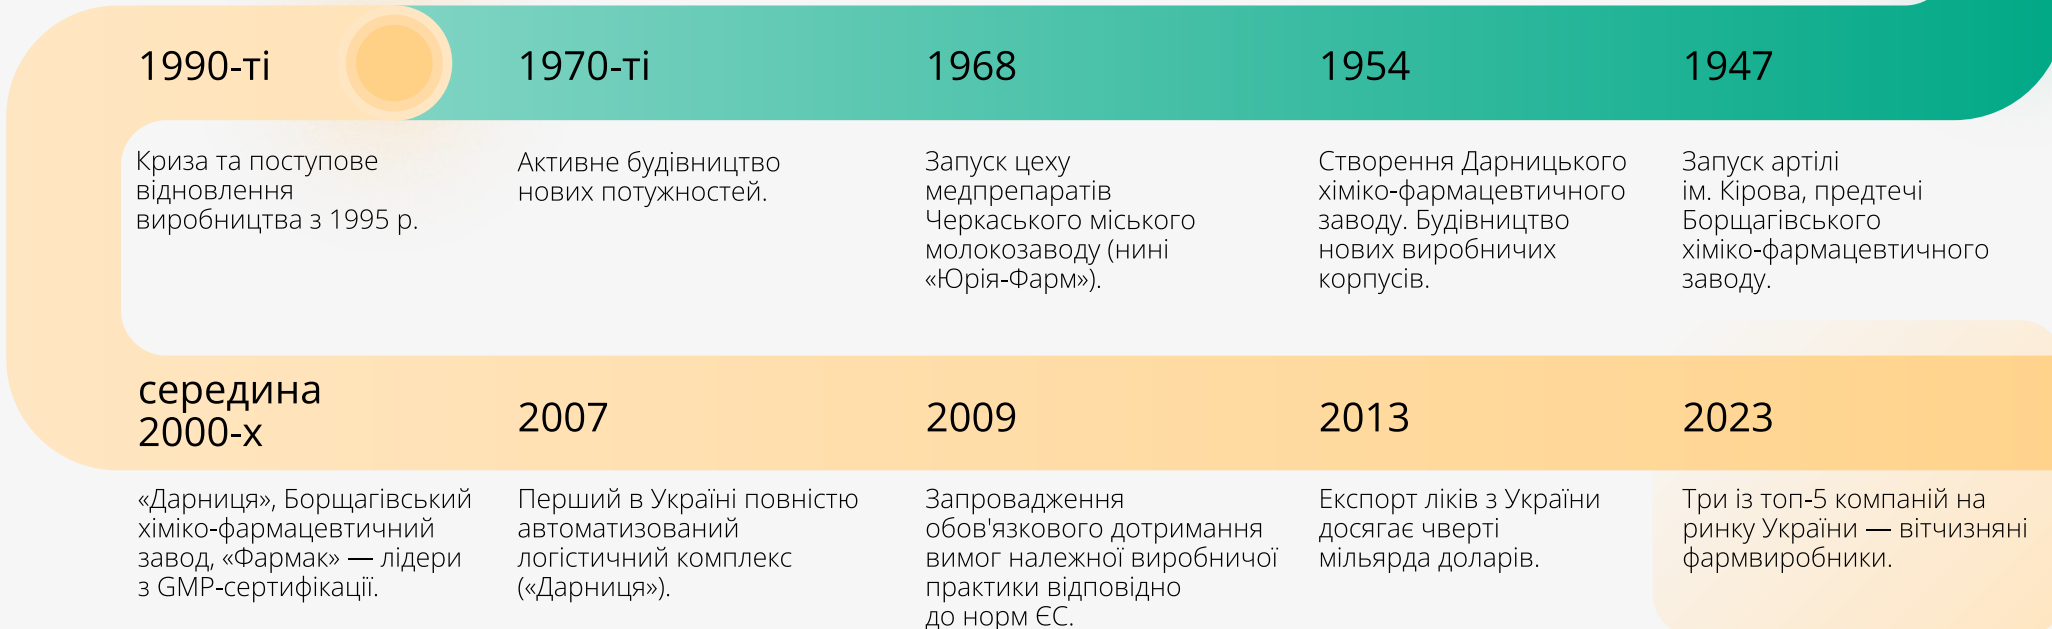 1990-ті
1970-ті
1968
1954
1947
Криза та поступове
відновлення
виробництва з 1995 р.
Активне будівництво
нових потужностей.
Запуск цеху
медпрепаратів
Черкаського міського
молокозаводу (нині
«Юрія-Фарм»).
Створення Дарницького
хіміко-фармацевтичного
заводу. Будівництво
нових виробничих
корпусів.
Запуск артілі
ім. Кірова, предтечі
Борщагівського
хіміко-фармацевтичного
заводу.
середина
2000-х
2007
2009
2013
2023
«Дарниця», Борщагівський
хіміко-фармацевтичний
завод, «Фармак» — лідери
з GMP-сертифікації.
Перший в Україні повністю
автоматизований
логістичний комплекс
(«Дарниця»).
Запровадження
обов'язкового дотримання
вимог належної виробничої
практики відповідно
до норм ЄС.
Експорт ліків з України
досягає чверті
мільярда доларів.
Три із топ-5 компаній на
ринку України — вітчизняні
фармвиробники.